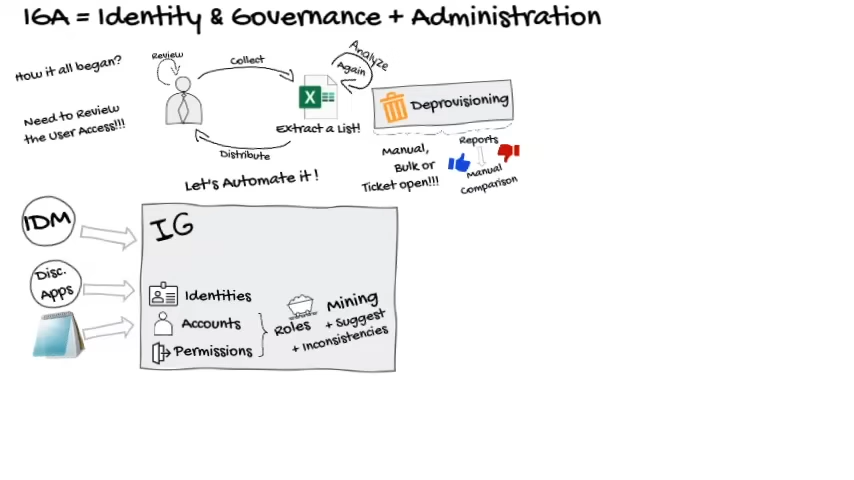 IGA = Identity & Governance + Administration
How it all began?
Need to Review
the User Access!!!
Review
Collect
Analyze
Again
X
Extract a List!
Distribute
Deprovisioning
Manual,
Bulk or
Ticket open!!!
Reports
Manual
Comparison
Let's Automate it!
IDM
Disc.
Apps
IG
Identities
Accounts
Permissions
Roles
Mining
+ Suggest
+ Inconsistencies